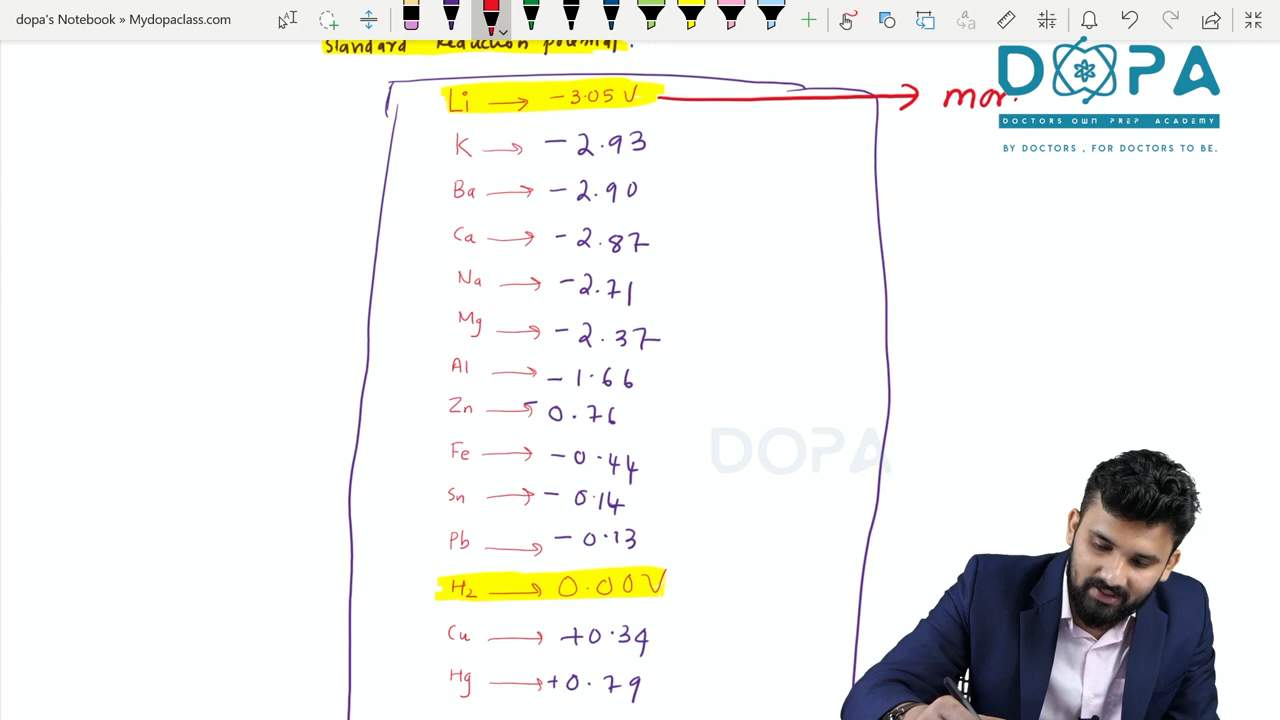 dopa's Notebook » Mydopaclass.com
Standard Reduction potential.
Li → -3.05 V → mor
K → -2.93
Ba → -2.90
Ca → -2.87
Na → -2.71
Mg → -2.37
Al → -1.66
Zn → -0.76
Fe → -0.44
Sn → -0.14
Pb → -0.13
H₂ → 0.00V
Cu → +0.34
Hg → +0.79
DOPA
DOCTORS OWN PREP ACADEMY
BY DOCTORS , FOR DOCTORS TO BE.
DOPA